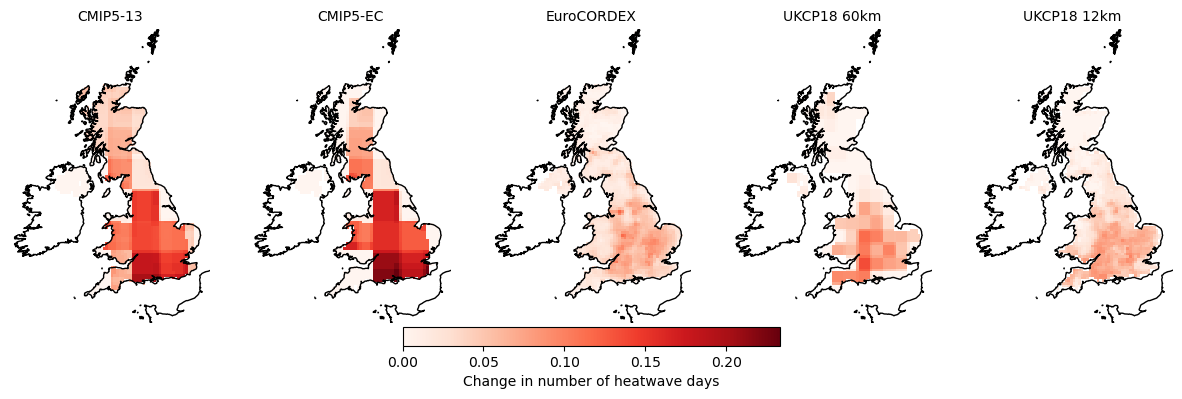 CMIP5-13 CMIP5-EC EuroCORDEX UKCP18 60km UKCP18 12km
0.00 0.05 0.10 0.15 0.20
Change in number of heatwave days